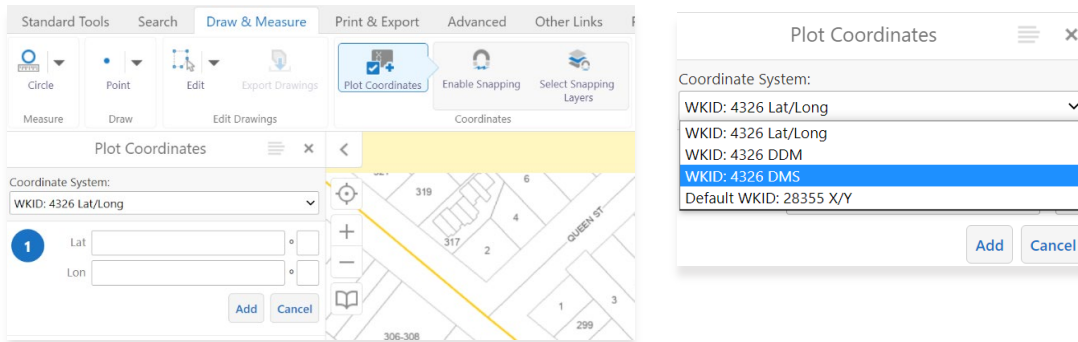 Standard Tools Search Draw & Measure Print & Export Advanced Other Links
Circle Point Edit Export Drawings Plot Coordinates Enable Snapping Select Snapping Layers
Measure Draw Edit Drawings Coordinates
Plot Coordinates
Coordinate System:
WKID: 4326 Lat/Long
1 Lat °
Lon °
Add Cancel
319
6
4
317
2
QUEEN ST
1
3
299
306-308
Plot Coordinates
Coordinate System:
WKID: 4326 Lat/Long
WKID: 4326 Lat/Long
WKID: 4326 DDM
WKID: 4326 DMS
Default WKID: 28355 X/Y
Add Cancel